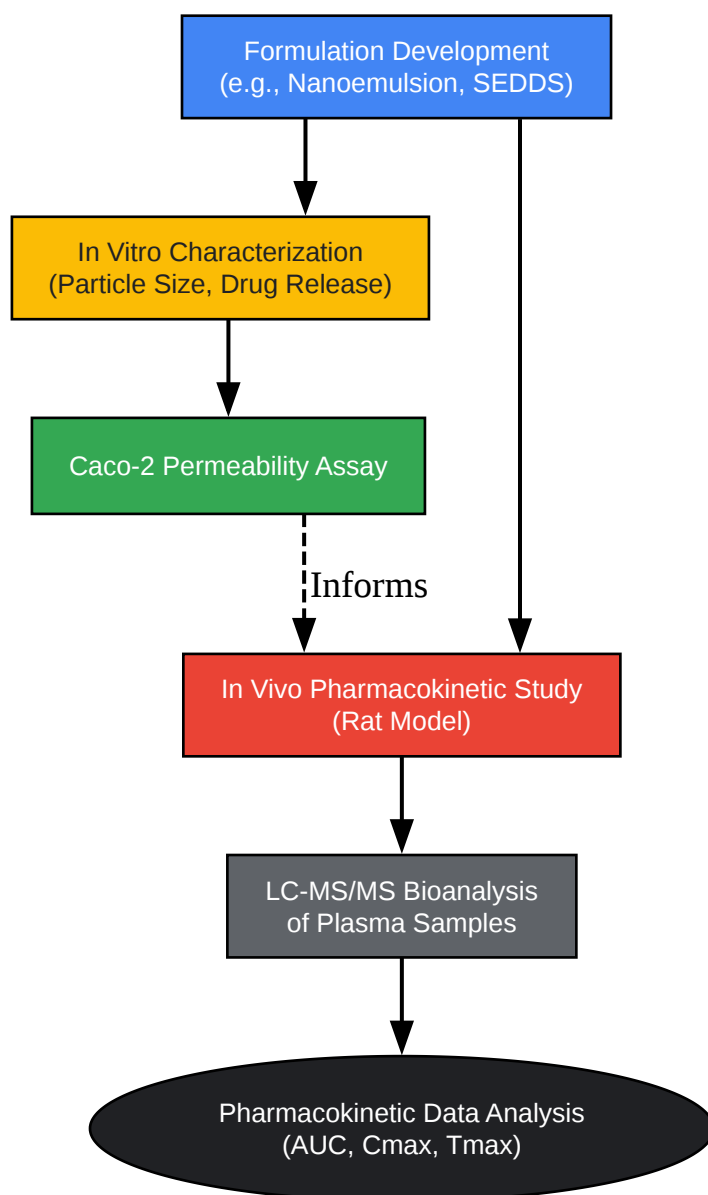 Formulation Development
(e.g., Nanoemulsion, SEDDS)
In Vitro Characterization
(Particle Size, Drug Release)
Caco-2 Permeability Assay
Informs
In Vivo Pharmacokinetic Study
(Rat Model)
LC-MS/MS Bioanalysis
of Plasma Samples
Pharmacokinetic Data Analysis
(AUC, Cmax, Tmax)